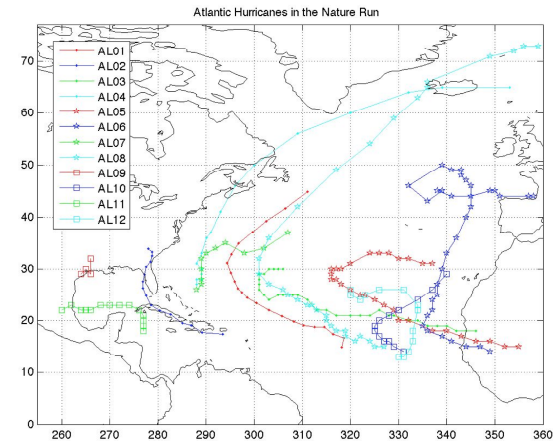 Atlantic Hurricanes in the Nature Run
AL01
AL02
AL03
AL04
AL05
AL06
AL07
AL08
AL09
AL10
AL11
AL12
70
60
50
40
30
20
10
0
260 270 280 290 300 310 320 330 340 350 360